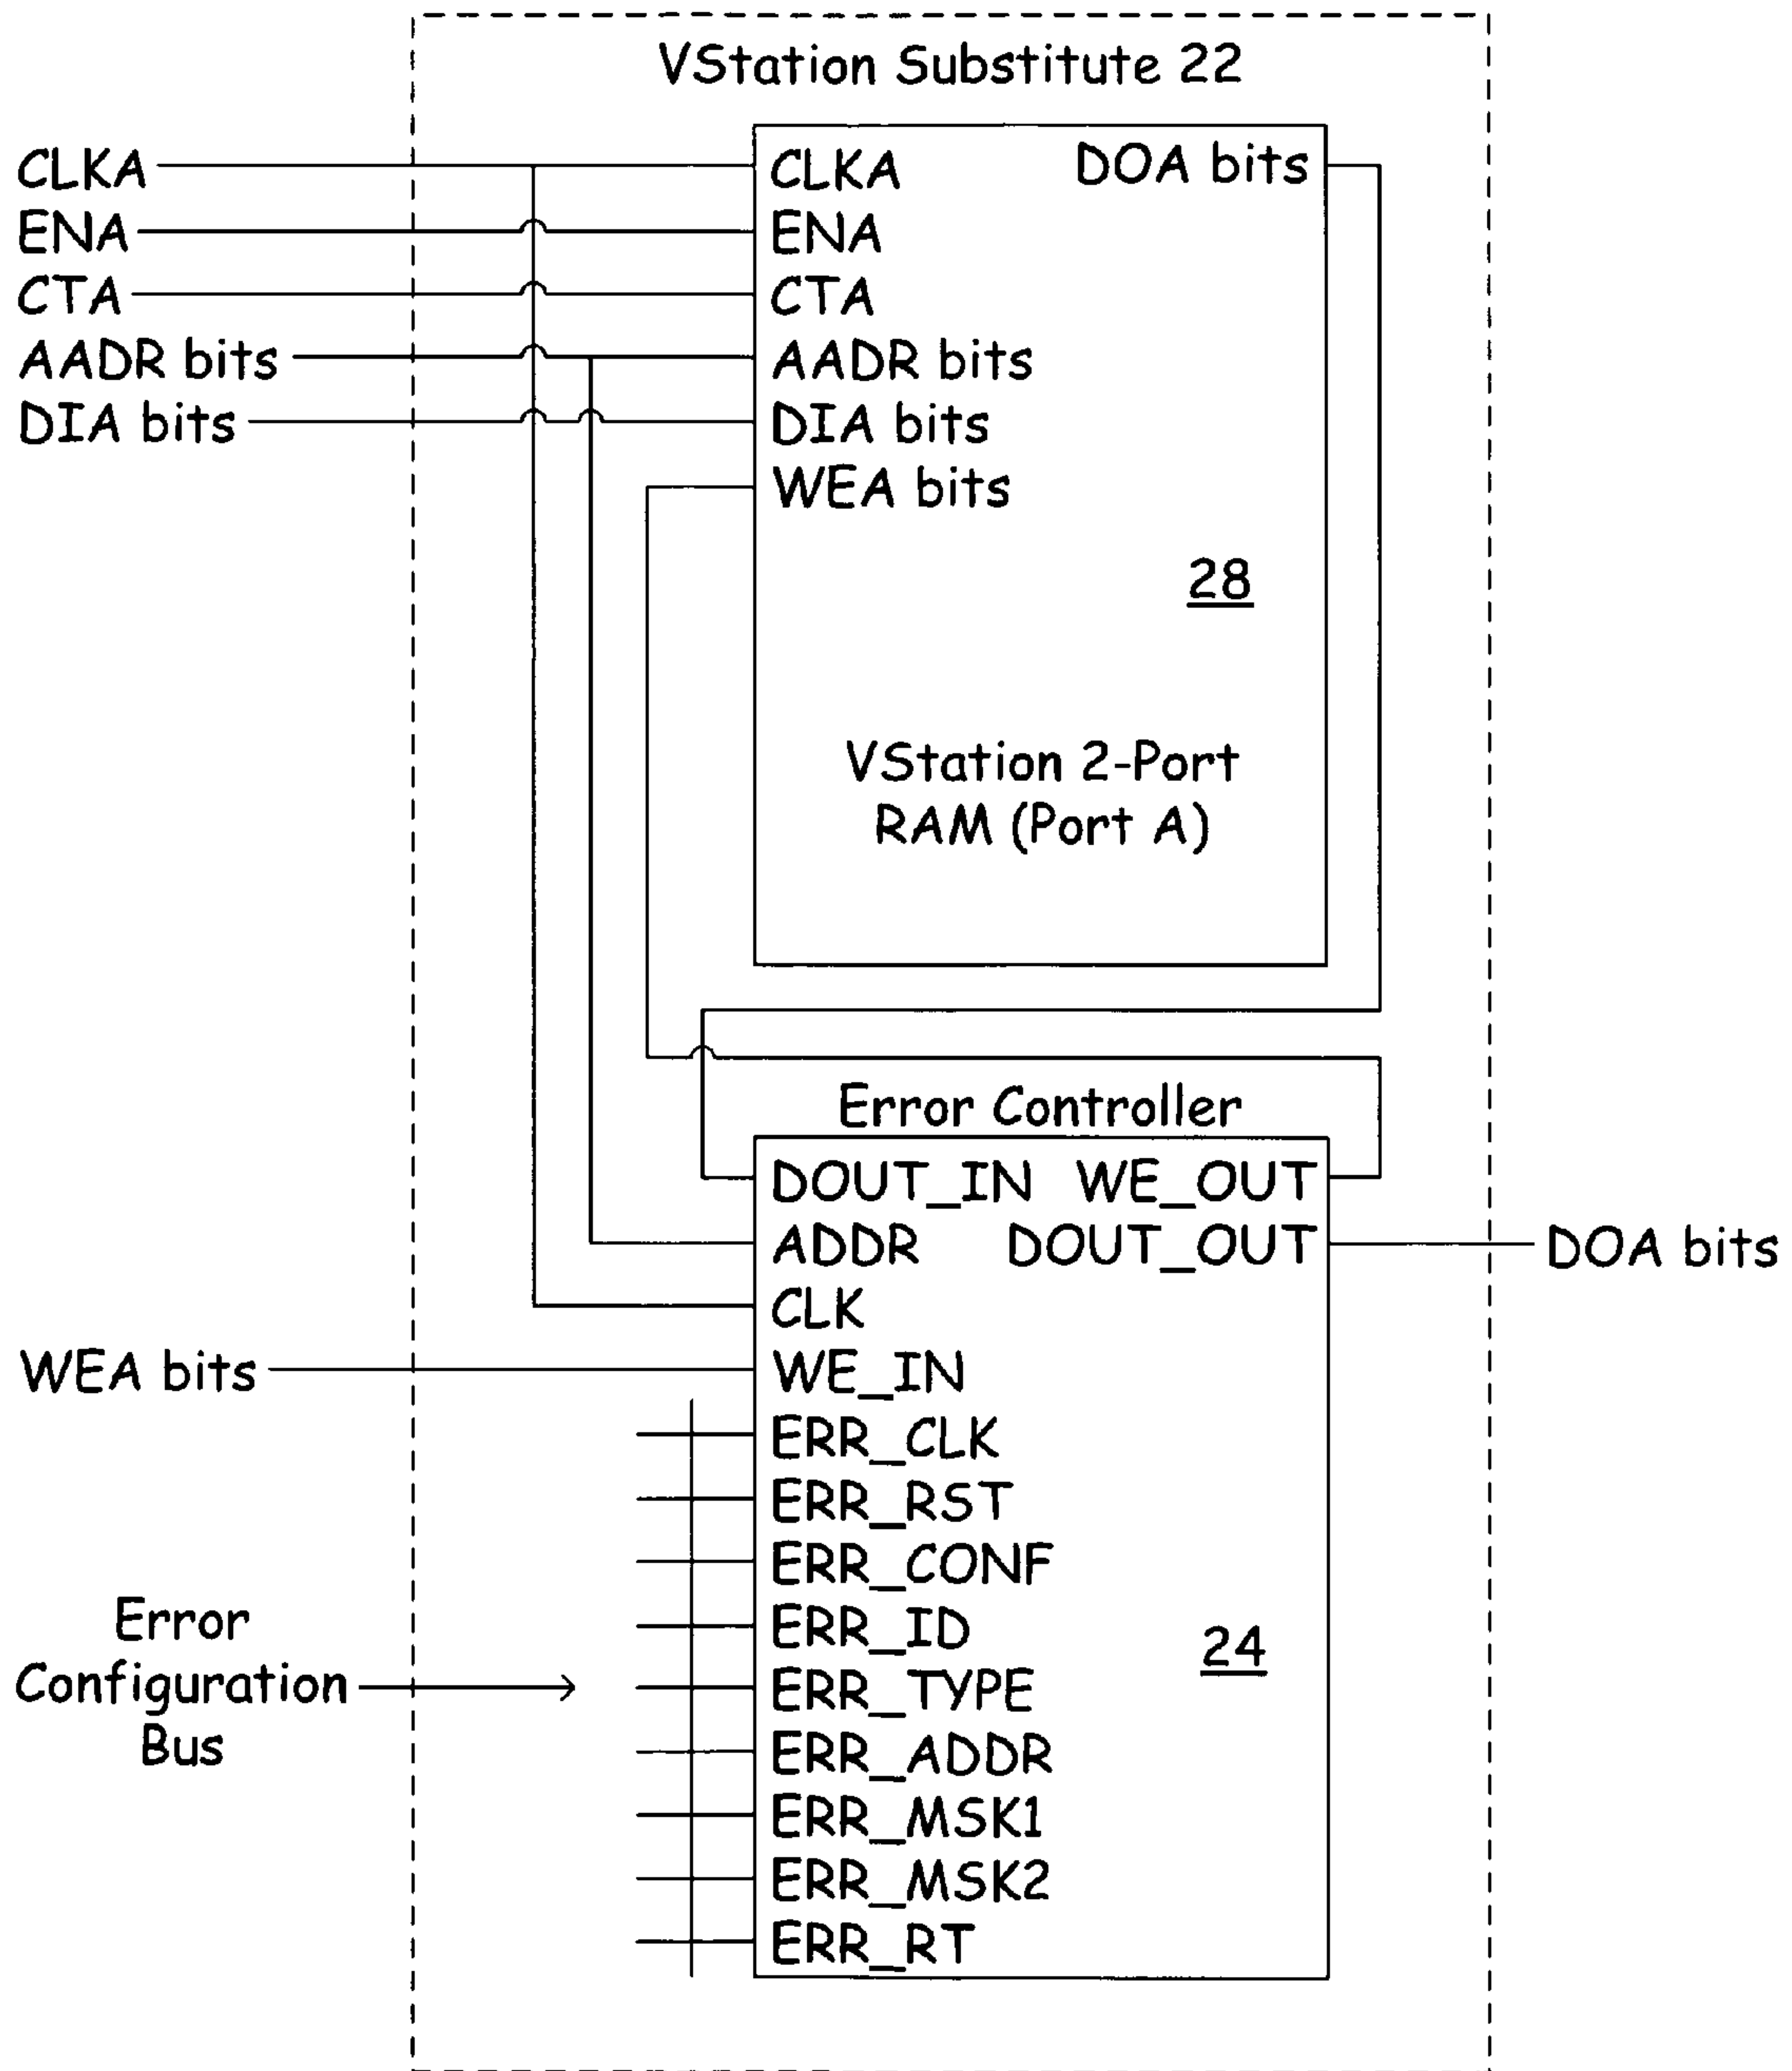 VStation Substitute 22
CLKA
ENA
CTA
AADR bits
DIA bits
CLKA DOA bits
ENA
CTA
AADR bits
DIA bits
WEA bits
28
VStation 2-Port
RAM (Port A)
Error Controller
DOUT_IN WE_OUT
ADDR DOUT_OUT
CLK
WE_IN
ERR_CLK
ERR_RST
ERR_CONF
ERR_ID
ERR_TYPE
ERR_ADDR
ERR_MSK1
ERR_MSK2
ERR_RT
24
DOA bits
WEA bits
Error
Configuration
Bus